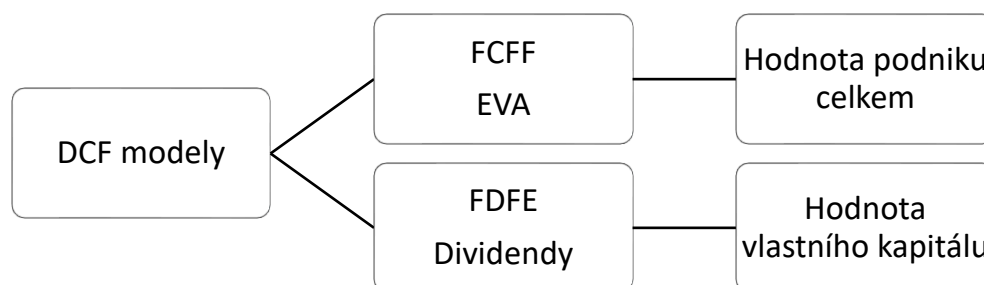 DCF modely
FCFF
EVA
Hodnota podniku
celkem
FDFE
Dividendy
Hodnota
vlastního kapitálu